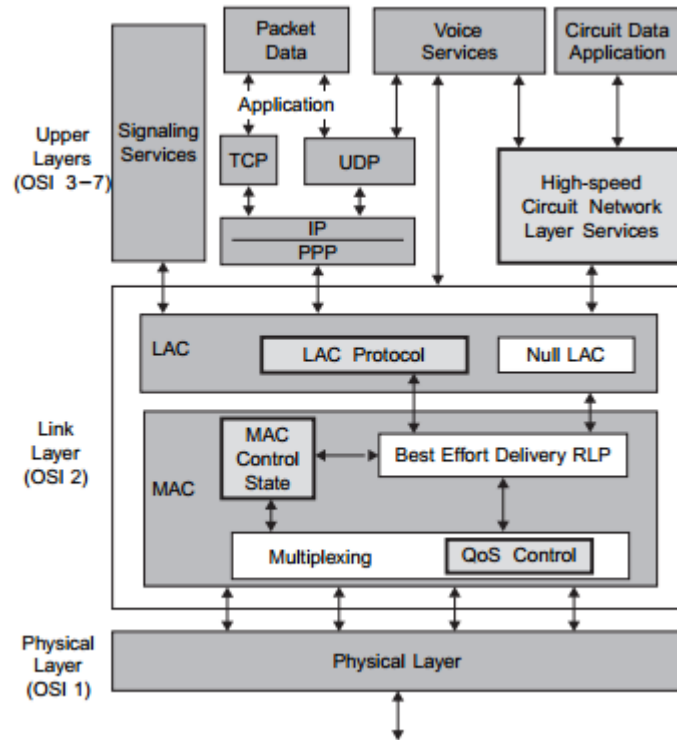 Packet
Data
Voice
Services
Circuit Data
Application
Application
Upper
Layers
(OSI 3–7)
Signaling
Services
TCP
UDP
High-speed
Circuit Network
Layer Services
IP
PPP
LAC
LAC Protocol
Null LAC
Link
Layer
(OSI 2)
MAC
MAC
Control
State
Best Effort Delivery RLP
Multiplexing
QoS Control
Physical
Layer
(OSI 1)
Physical Layer